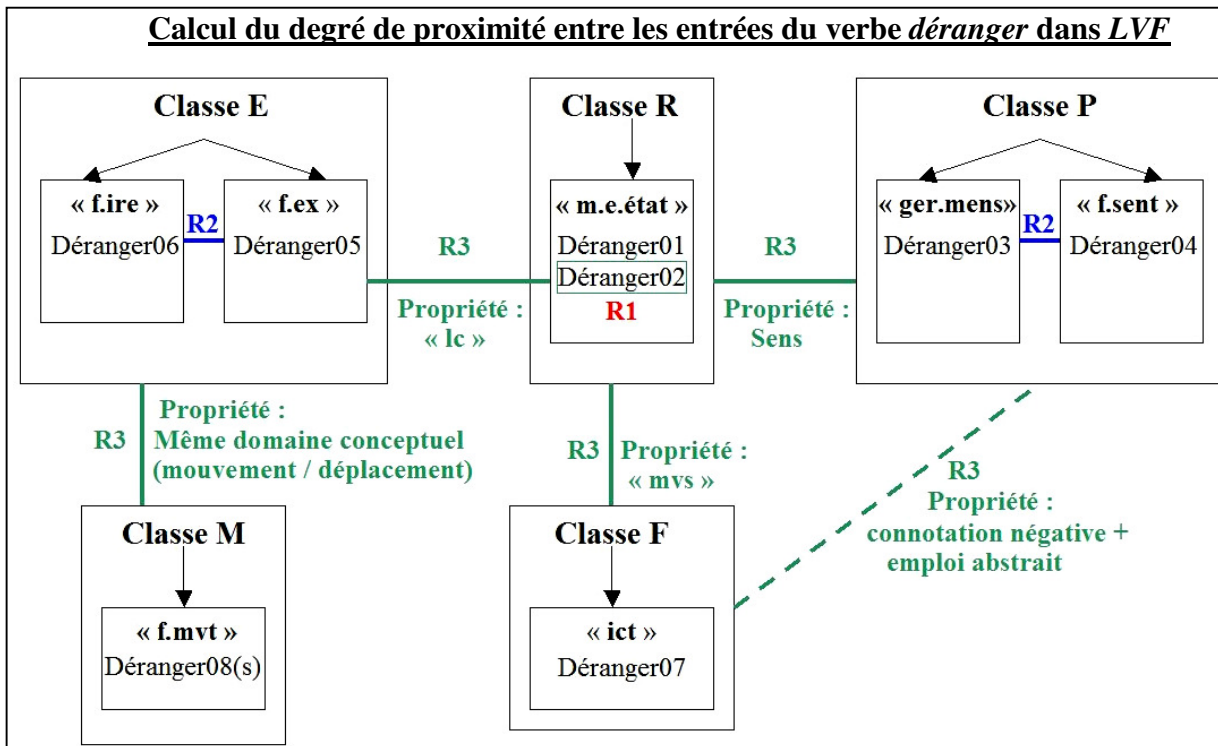 Calcul du degré de proximité entre les entrées du verbe déranger dans LVF
Classe E
« f.ire »
Déranger06
R2
« f.ex »
Déranger05
R3
Propriété :
« lc »
Classe R
« m.e.état »
Déranger01
Déranger02
R1
R3
Propriété :
Sens
Classe P
« ger.mens»
Déranger03
R2
« f.sent »
Déranger04
R3
Propriété :
Même domaine conceptuel
(mouvement / déplacement)
R3
Propriété :
« mvs »
R3
Propriété :
connotation négative +
emploi abstrait
Classe M
« f.mvt »
Déranger08(s)
Classe F
« ict »
Déranger07